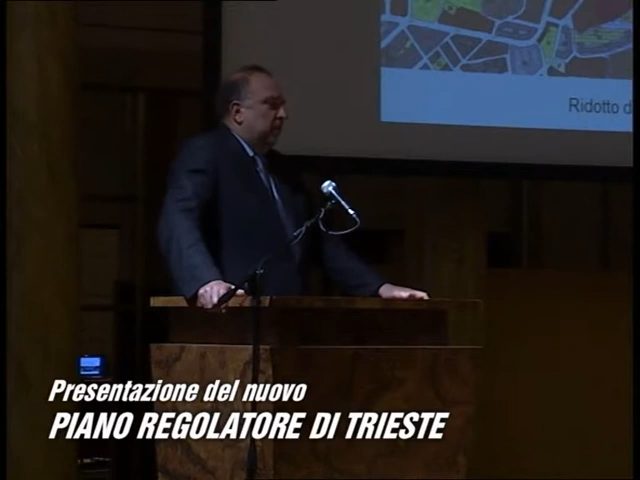 Ridotto d
Presentazione del nuovo
PIANO REGOLATORE DI TRIESTE